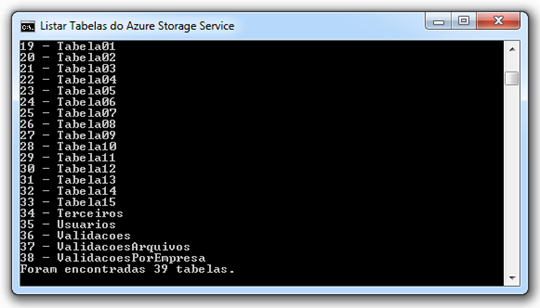 Listar Tabelas do Azure Storage Service
19 - Tabela01
20 - Tabela02
21 - Tabela03
22 - Tabela04
23 - Tabela05
24 - Tabela06
25 - Tabela07
26 - Tabela08
27 - Tabela09
28 - Tabela10
29 - Tabela11
30 - Tabela12
31 - Tabela13
32 - Tabela14
33 - Tabela15
34 - Terceiros
35 - Usuarios
36 - Validacoes
37 - ValidacoesArquivos
38 - ValidacoesPorEmpresa
Foram encontradas 39 tabelas.